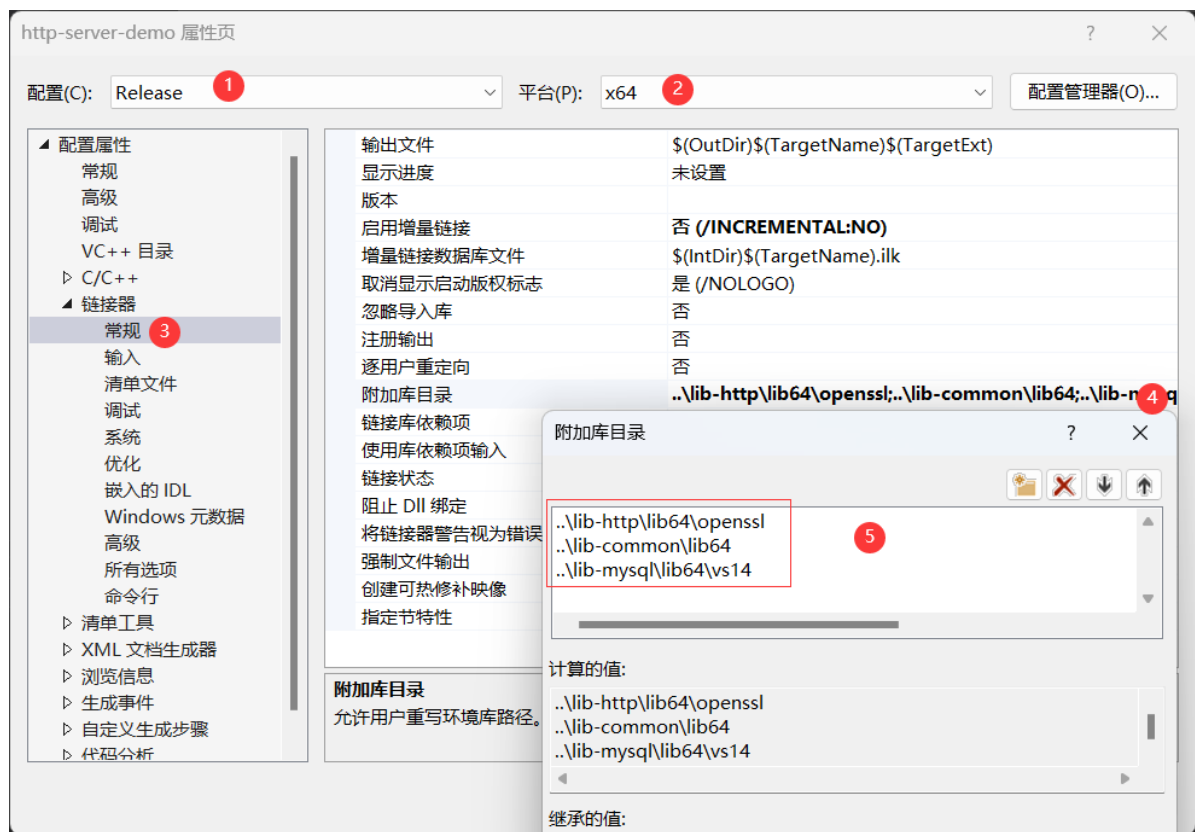 http-server-demo 属性页
?
配置(C): Release 1 平台(P): x64 2 配置管理器(O)...
配置属性
常规
高级
调试
VC++ 目录
C/C++
链接器
常规 3
输入
清单文件
调试
系统
优化
嵌入的 IDL
Windows 元数据
高级
所有选项
命令行
清单工具
XML 文档生成器
浏览信息
生成事件
自定义生成步骤
代码分析
输出文件 $(OutDir)$(TargetName)$(TargetExt)
显示进度 未设置
版本
启用增量链接 否 (/INCREMENTAL:NO)
增量链接数据库文件 $(IntDir)$(TargetName).ilk
取消显示启动版权标志 是 (/NOLOGO)
忽略导入库 否
注册输出 否
逐用户重定向 否
附加库目录 ..\lib-http\lib64\openssl;..\lib-common\lib64;..\lib-m 4
链接库依赖项
使用库依赖项输入
链接状态
阻止 Dll 绑定
将链接器警告视为错误
强制文件输出
创建可热修补映像
指定节特性
附加库目录
允许用户重写环境库路径。
附加库目录 ?
..\lib-http\lib64\openssl
..\lib-common\lib64
..\lib-mysql\lib64\vs14
5
计算的值:
..\lib-http\lib64\openssl
..\lib-common\lib64
..\lib-mysql\lib64\vs14
继承的值: